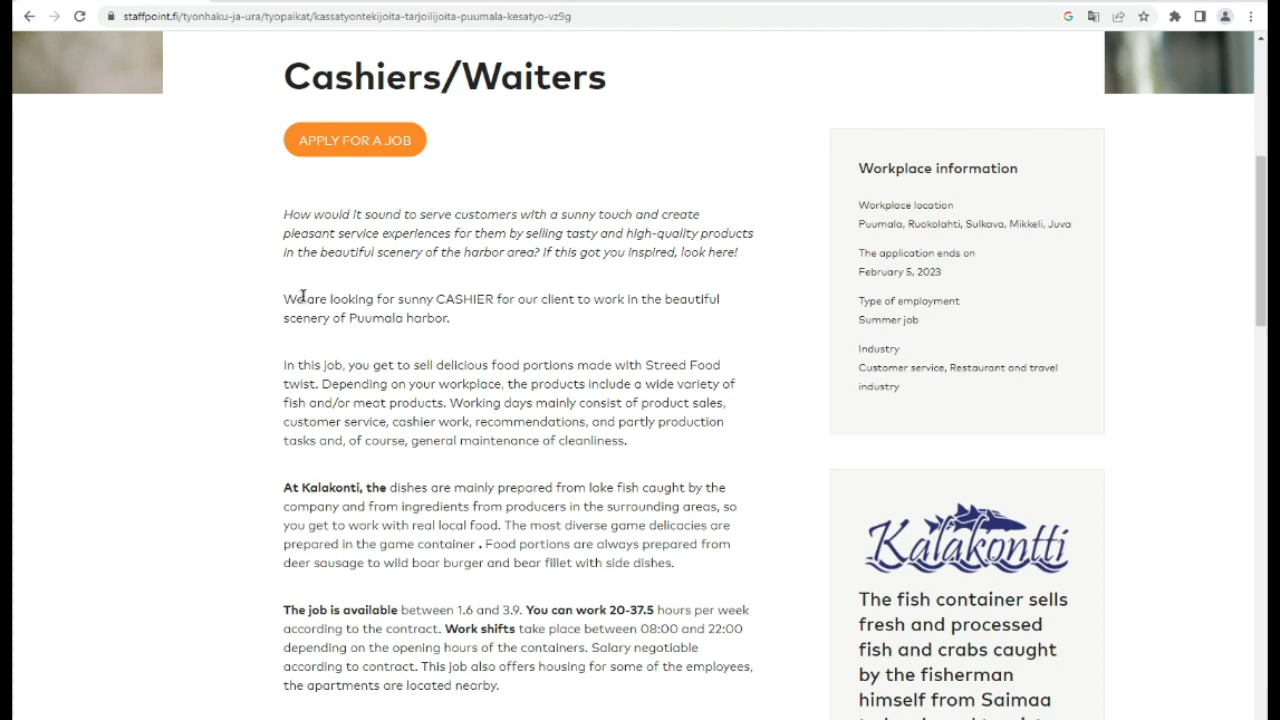 staffpoint.fi/tyonhaku-ja-ura/tyopaikat/kassatyontekijoita-tarjoilijoita-puumala-kesatyo-vz9g
Cashiers/Waiters
APPLY FOR A JOB
How would it sound to serve customers with a sunny touch and create
pleasant service experiences for them by selling tasty and high-quality products
in the beautiful scenery of the harbor area? If this got you inspired, look here!
We are looking for sunny CASHIER for our client to work in the beautiful
scenery of Puumala harbor.
In this job, you get to sell delicious food portions made with Streed Food
twist. Depending on your workplace, the products include a wide variety of
fish and/or meat products. Working days mainly consist of product sales,
customer service, cashier work, recommendations, and partly production
tasks and, of course, general maintenance of cleanliness.
At Kalakonti, the dishes are mainly prepared from lake fish caught by the
company and from ingredients from producers in the surrounding areas, so
you get to work with real local food. The most diverse game delicacies are
prepared in the game container . Food portions are always prepared from
deer sausage to wild boar burger and bear fillet with side dishes.
The job is available between 1.6 and 3.9. You can work 20-37.5 hours per week
according to the contract. Work shifts take place between 08:00 and 22:00
depending on the opening hours of the containers. Salary negotiable
according to contract. This job also offers housing for some of the employees,
the apartments are located nearby.
Workplace information
Workplace location
Puumala, Ruokolahti, Sulkava, Mikkeli, Juva
The application ends on
February 5, 2023
Type of employment
Summer job
Industry
Customer service, Restaurant and travel
industry
Kalakontti
The fish container sells
fresh and processed
fish and crabs caught
by the fisherman
himself from Saimaa